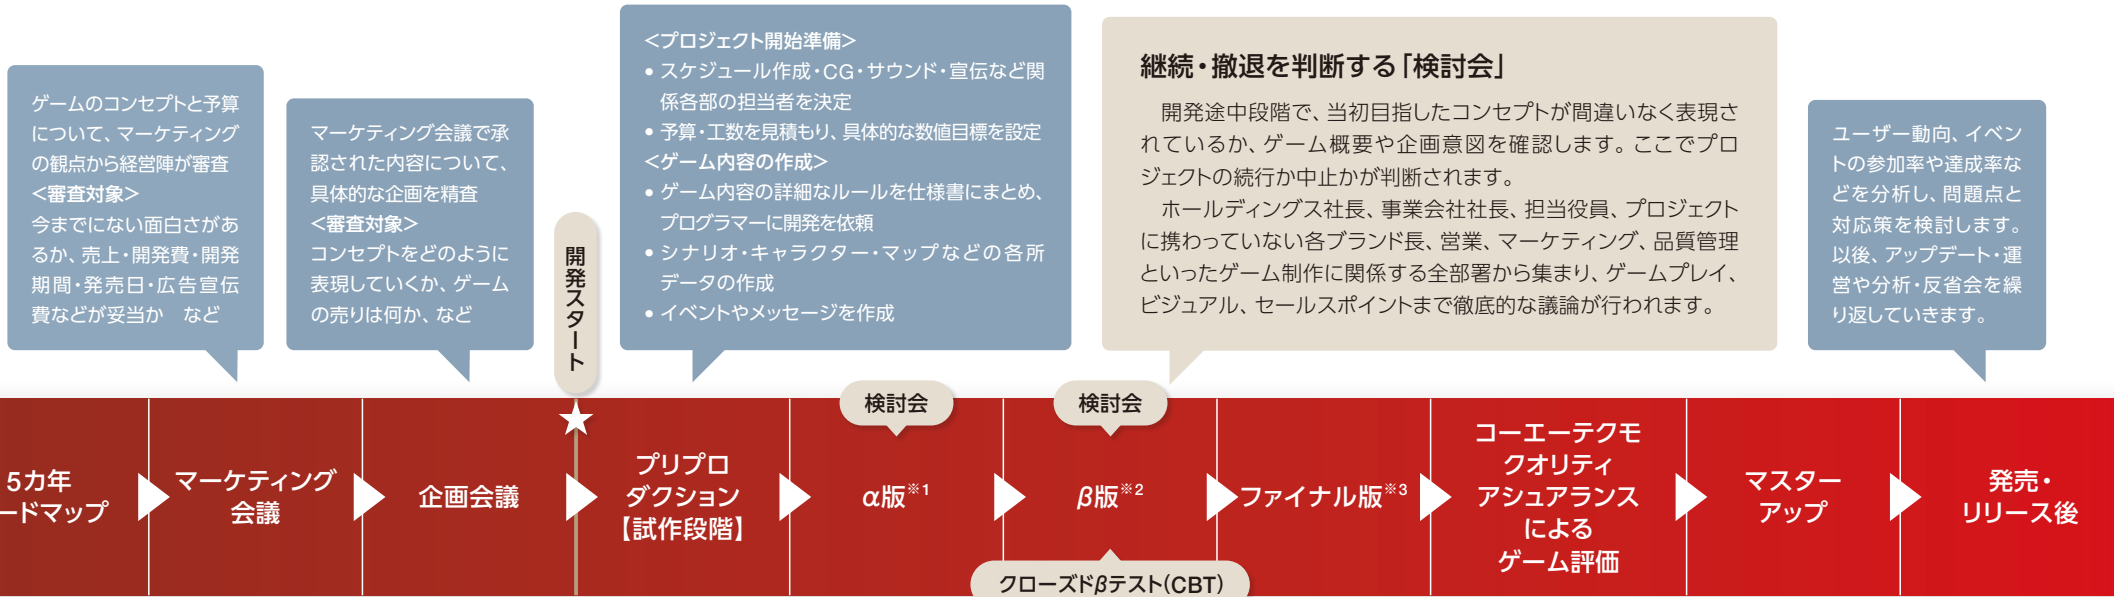 ゲームのコンセプトと予算
について、マーケティング
の観点から経営陣が審査
<審査対象>
今までにない面白さがあ
るか、売上・開発費・開発
期間・発売日・広告宣伝
費などが妥当か　など
マーケティング会議で承
認された内容について、
具体的な企画を精査
<審査対象>
コンセプトをどのように
表現していくか、ゲーム
の売りは何か、など
開発スタート
<プロジェクト開始準備>
• スケジュール作成・CG・サウンド・宣伝など関
係各部の担当者を決定
• 予算・工数を見積もり、具体的な数値目標を設定
<ゲーム内容の作成>
• ゲーム内容の詳細なルールを仕様書にまとめ、
プログラマーに開発を依頼
• シナリオ・キャラクター・マップなどの各所
データの作成
• イベントやメッセージを作成
継続・撤退を判断する「検討会」
　開発途中段階で、当初目指したコンセプトが間違いなく表現さ
れているか、ゲーム概要や企画意図を確認します。ここでプロ
ジェクトの続行か中止かが判断されます。
　ホールディングス社長、事業会社社長、担当役員、プロジェクト
に携わっていない各ブランド長、営業、マーケティング、品質管理
といったゲーム制作に関係する全部署から集まり、ゲームプレイ、
ビジュアル、セールスポイントまで徹底的な議論が行われます。
ユーザー動向、イベン
トの参加率や達成率な
どを分析し、問題点と
対応策を検討します。
以後、アップデート・運
営や分析・反省会を繰
り返していきます。
5カ年
ードマップ
マーケティング
会議
企画会議
プリプロ
ダクション
【試作段階】
検討会
α版※1
検討会
β版※2
クローズドβテスト(CBT)
ファイナル版※3
コーエーテクモ
クオリティ
アシュアランス
による
ゲーム評価
マスター
アップ
発売・
リリース後